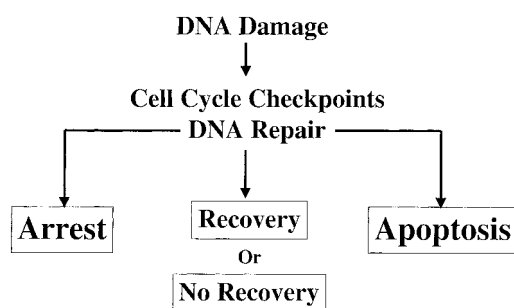 DNA Damage
Cell Cycle Checkpoints
DNA Repair
Arrest
Recovery
Apoptosis
Or
No Recovery